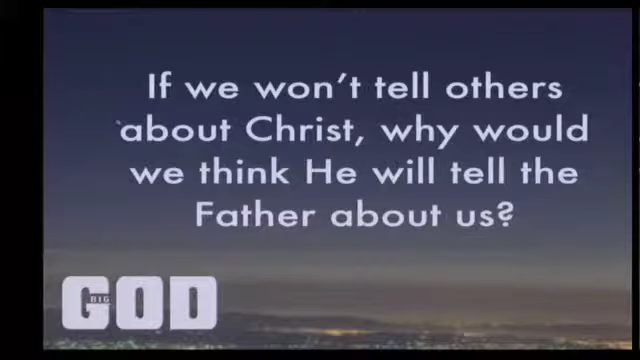 If we won't tell others
about Christ, why would
we think He will tell the
Father about us?
BIG
GOD